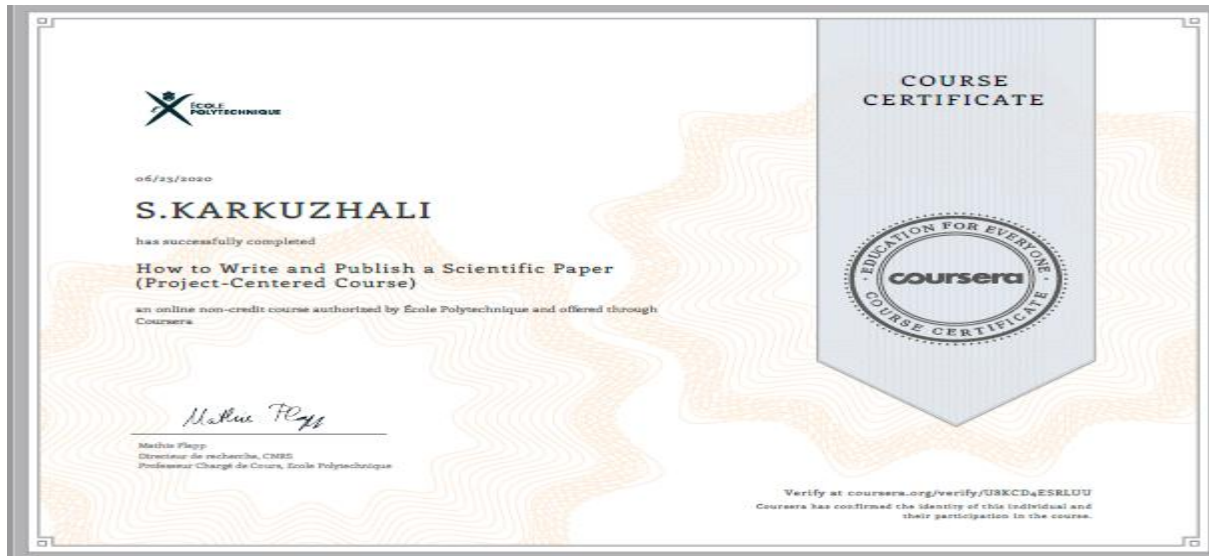 ÉCOLE
POLYTECHNIQUE
06/23/2020
S.KARKUZHALI
has successfully completed
How to Write and Publish a Scientific Paper
(Project-Centered Course)
an online non-credit course authorized by École Polytechnique and offered through
Coursera
Mathis Plapp
Directeur de recherche, CNRS
Professeur Chargé de Cours, Ecole Polytechnique
COURSE
CERTIFICATE
EDUCATION FOR EVERYONE
coursera
COURSE CERTIFICATE
Verify at coursera.org/verify/U8KCD4ESRLUU
Coursera has confirmed the identity of this individual and
their participation in the course.